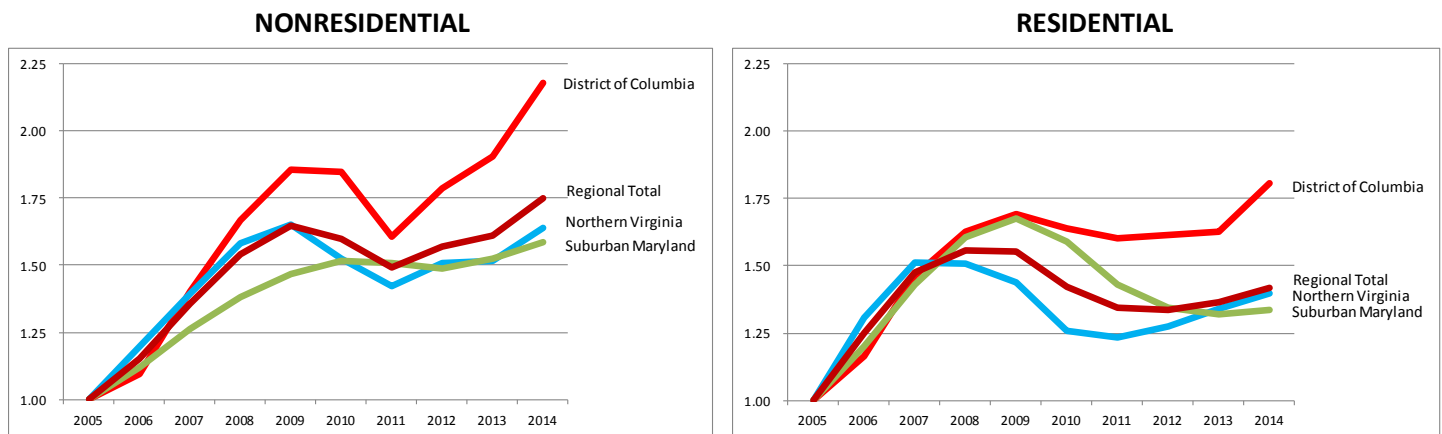 NONRESIDENTIAL
2.25
2.00
1.75
1.50
1.25
1.00
2005 2006 2007 2008 2009 2010 2011 2012 2013 2014
District of Columbia
Regional Total
Northern Virginia
Suburban Maryland
RESIDENTIAL
2.25
2.00
1.75
1.50
1.25
1.00
2005 2006 2007 2008 2009 2010 2011 2012 2013 2014
District of Columbia
Regional Total
Northern Virginia
Suburban Maryland